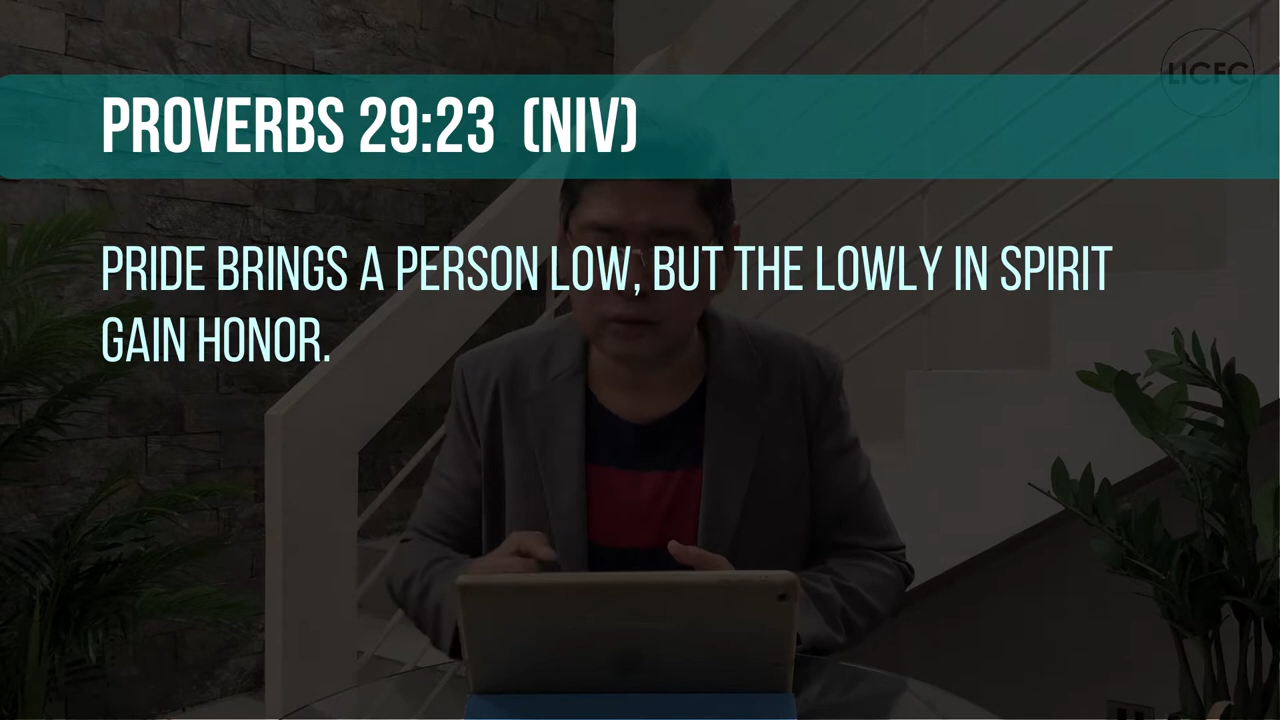 LICFC
PROVERBS 29:23 (NIV)
PRIDE BRINGS A PERSON LOW, BUT THE LOWLY IN SPIRIT
GAIN HONOR.